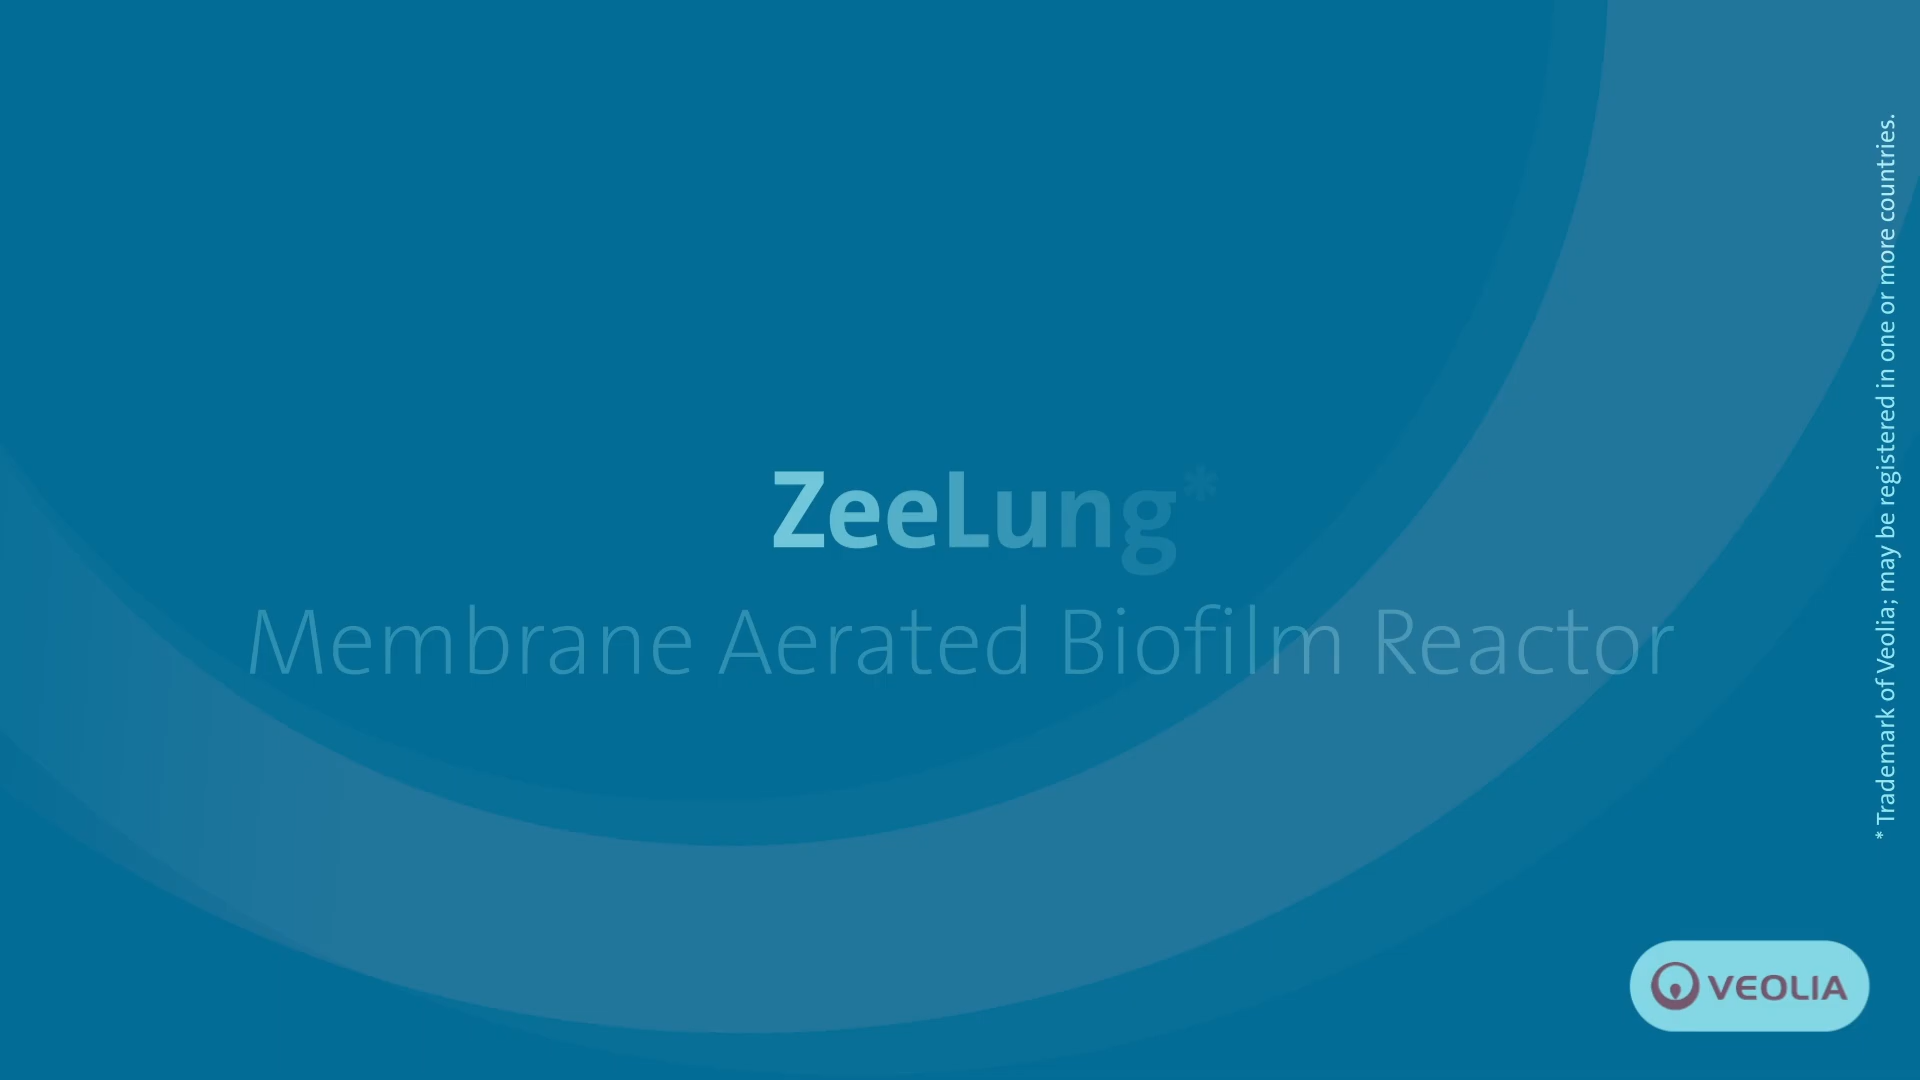 ZeeLung*
Membrane Aerated Biofilm Reactor
* Trademark of Veolia; may be registered in one or more countries.
VEOLIA